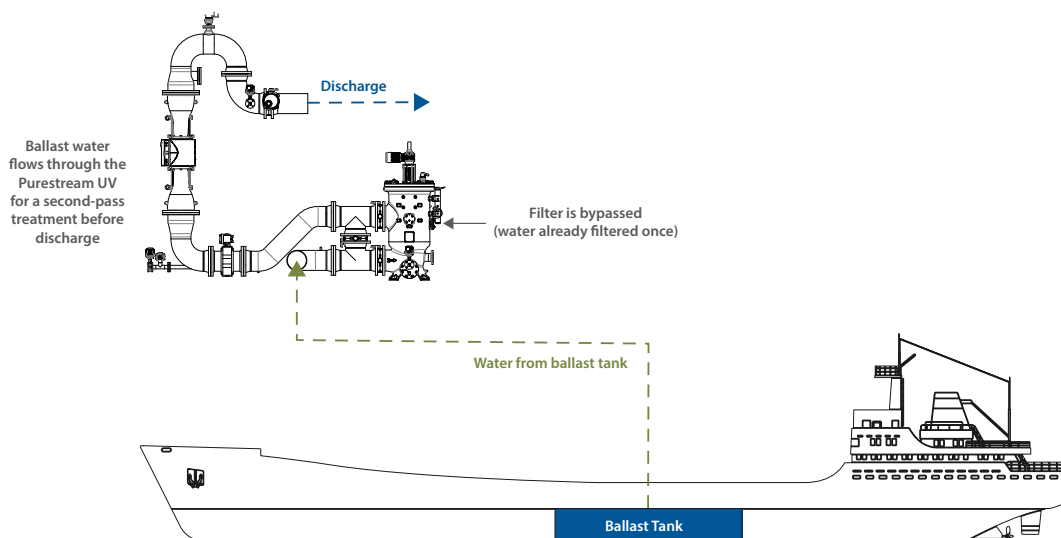 Discharge
Ballast water
flows through the
Purestream UV
for a second-pass
treatment before
discharge
Filter is bypassed
(water already filtered once)
Water from ballast tank
Ballast Tank